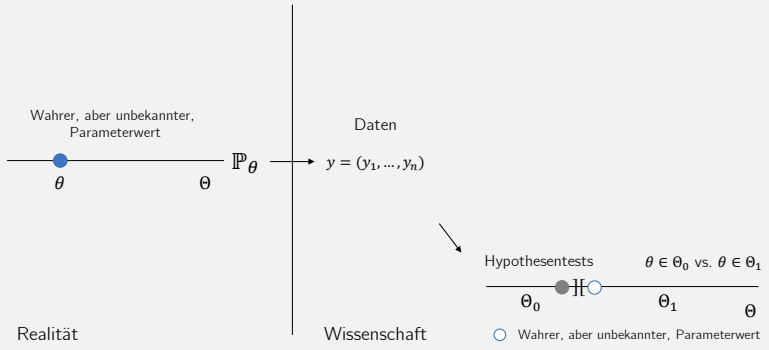 Wahrer, aber unbekannter,
Parameterwert
θ
Θ
ℙ_θ
Realität
Daten
y = (y₁, ..., yₙ)
Hypothesentests
θ ∈ Θ₀ vs. θ ∈ Θ₁
][
Θ₀
Θ₁
Θ
Wahrer, aber unbekannter, Parameterwert
Wissenschaft